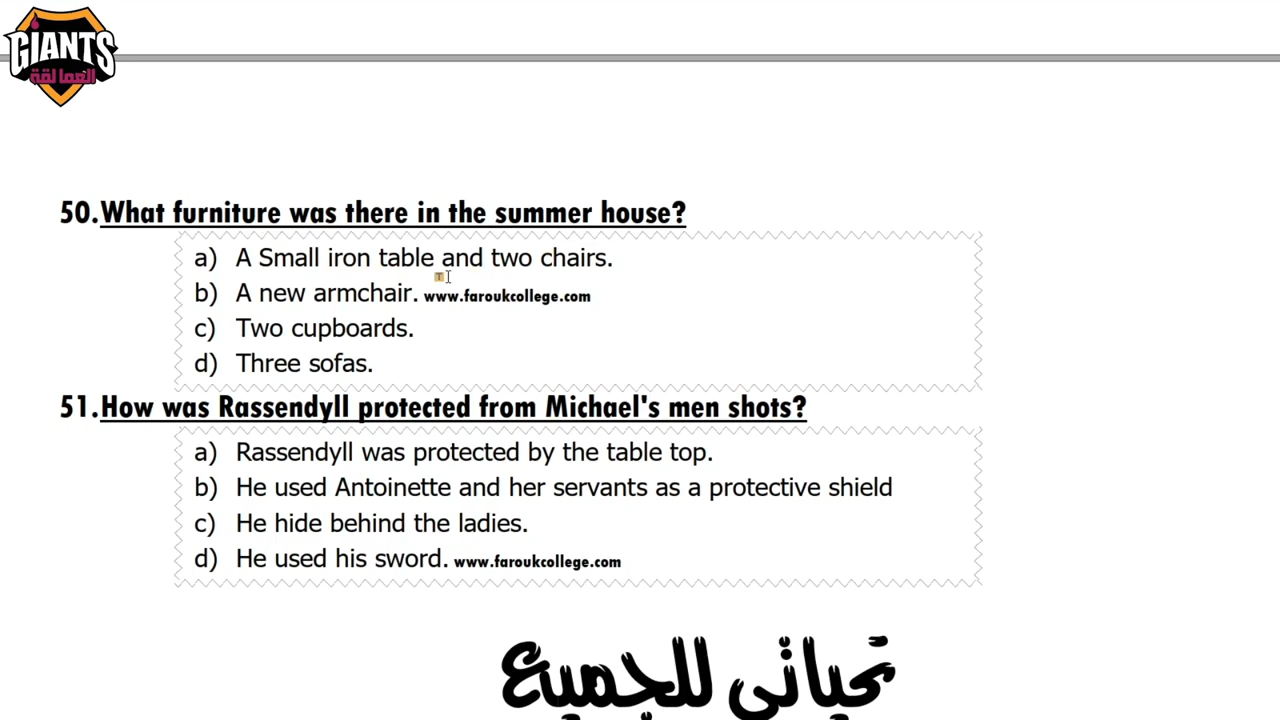 GIANTS
العمالقة
50.What furniture was there in the summer house?
a) A Small iron table and two chairs.
b) A new armchair. www.faroukcollege.com
c) Two cupboards.
d) Three sofas.
51.How was Rassendyll protected from Michael's men shots?
a) Rassendyll was protected by the table top.
b) He used Antoinette and her servants as a protective shield
c) He hide behind the ladies.
d) He used his sword. www.faroukcollege.com
تحياتي للجميع